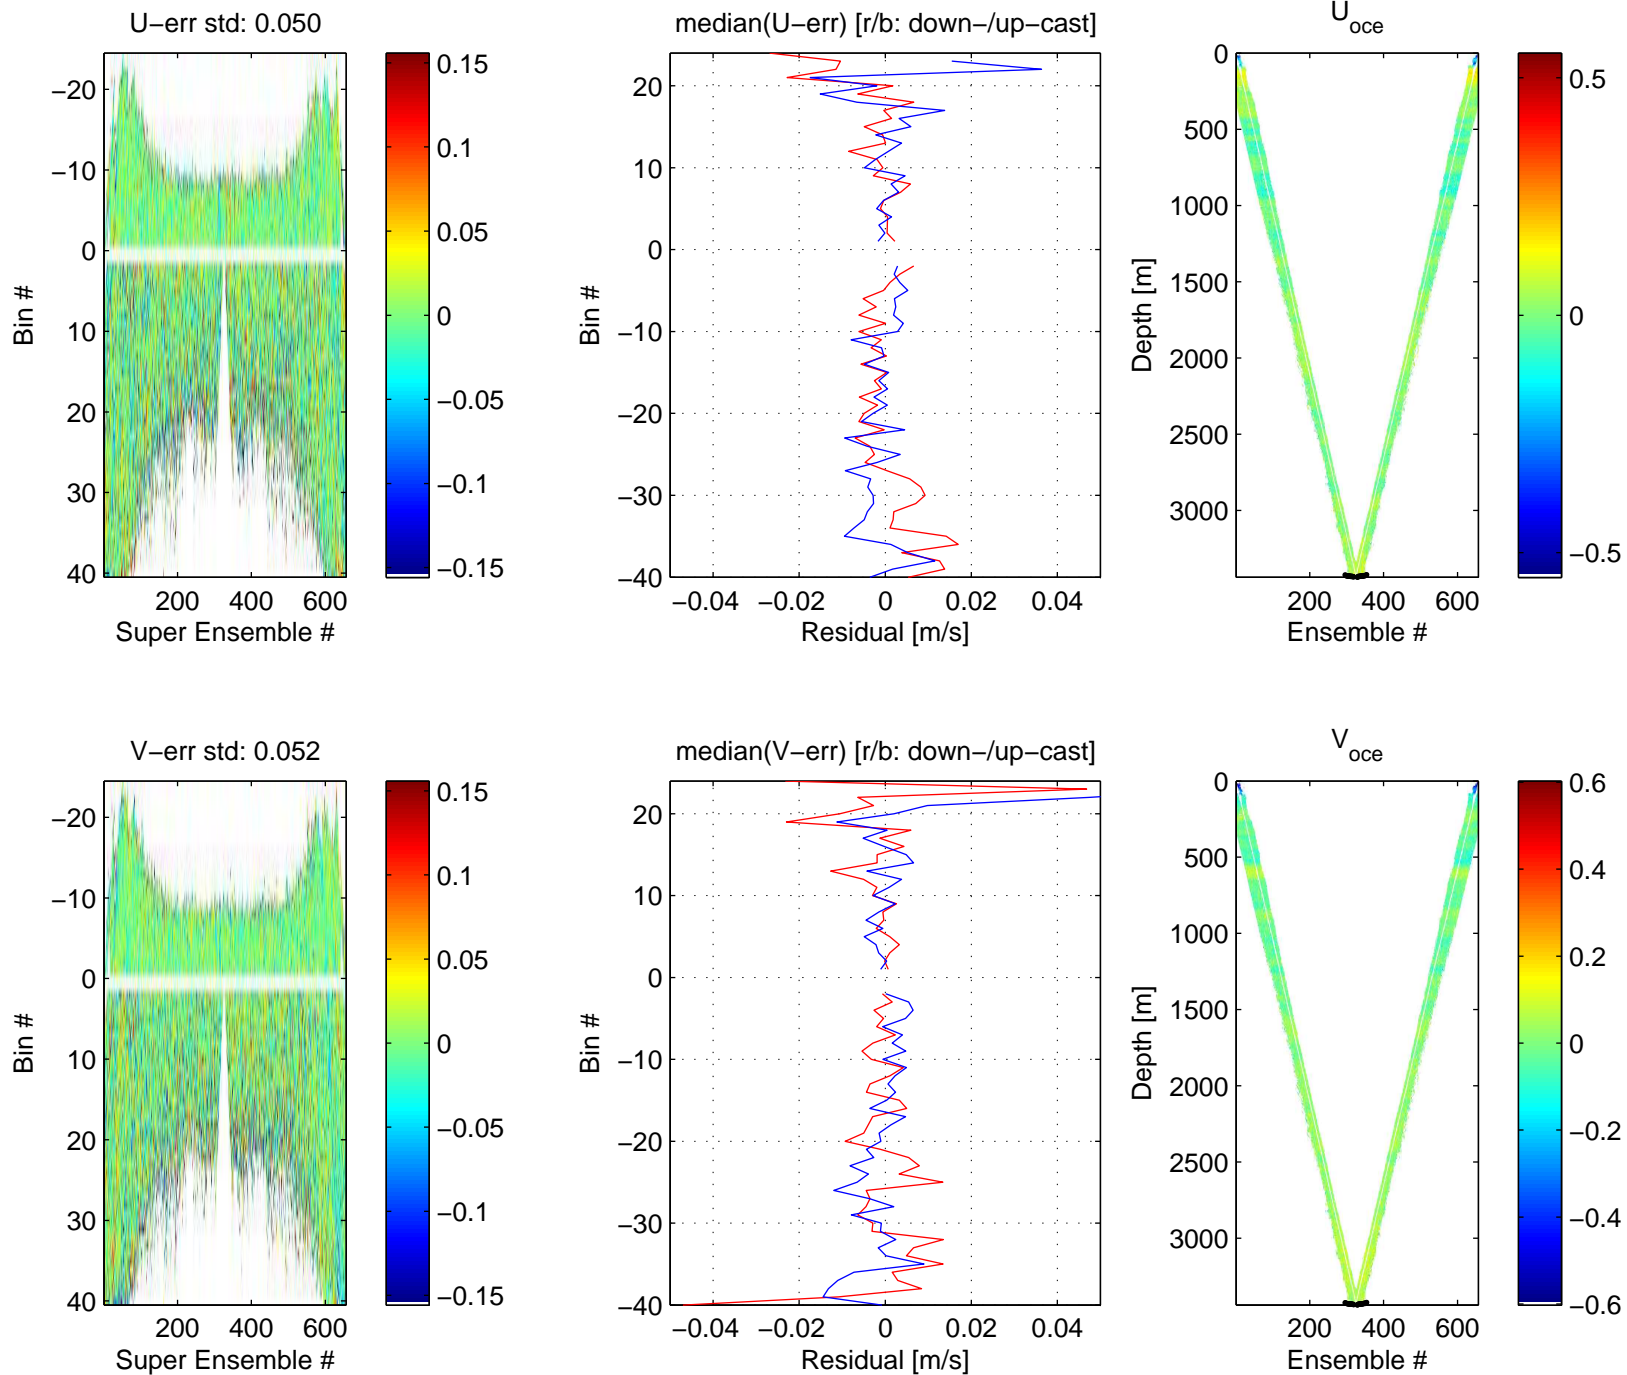 U−err std: 0.050
−20
−10
0
10
20
30
40
Bin #
200 400 600
Super Ensemble #
0.15
0.1
0.05
0
−0.05
−0.1
−0.15
median(U−err) [r/b: down−/up−cast]
20
10
0
−10
−20
−30
−40
Bin #
−0.04 −0.02 0 0.02 0.04
Residual [m/s]
U
oce
0
500
1000
1500
2000
2500
3000
Depth [m]
200 400 600
Ensemble #
0.5
0
−0.5
V−err std: 0.052
−20
−10
0
10
20
30
40
Bin #
200 400 600
Super Ensemble #
0.15
0.1
0.05
0
−0.05
−0.1
−0.15
median(V−err) [r/b: down−/up−cast]
20
10
0
−10
−20
−30
−40
Bin #
−0.04 −0.02 0 0.02 0.04
Residual [m/s]
V
oce
0
500
1000
1500
2000
2500
3000
Depth [m]
200 400 600
Ensemble #
0.6
0.4
0.2
0
−0.2
−0.4
−0.6